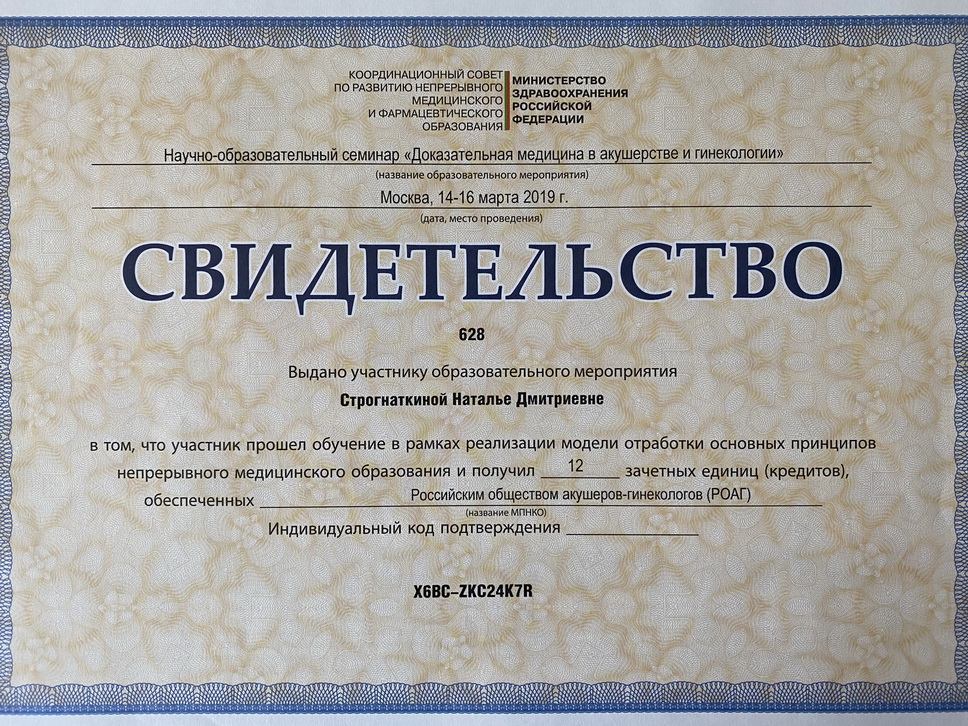 КООРДИНАЦИОННЫЙ СОВЕТ
ПО РАЗВИТИЮ НЕПРЕРЫВНОГО
МЕДИЦИНСКОГО
И ФАРМАЦЕВТИЧЕСКОГО
ОБРАЗОВАНИЯ
МИНИСТЕРСТВО
ЗДРАВООХРАНЕНИЯ
РОССИЙСКОЙ
ФЕДЕРАЦИИ
Научно-образовательный семинар «Доказательная медицина в акушерстве и гинекологии»
(название образовательного мероприятия)
Москва, 14-16 марта 2019 г.
(дата, место проведения)
СВИДЕТЕЛЬСТВО
628
Выдано участнику образовательного мероприятия
Строгнаткиной Наталье Дмитриевне
в том, что участник прошел обучение в рамках реализации модели отработки основных принципов
непрерывного медицинского образования и получил 12 зачетных единиц (кредитов),
обеспеченных Российским обществом акушеров-гинекологов (РОАГ)
(название МПНКО)
Индивидуальный код подтверждения
X6BC-ZKC24K7R